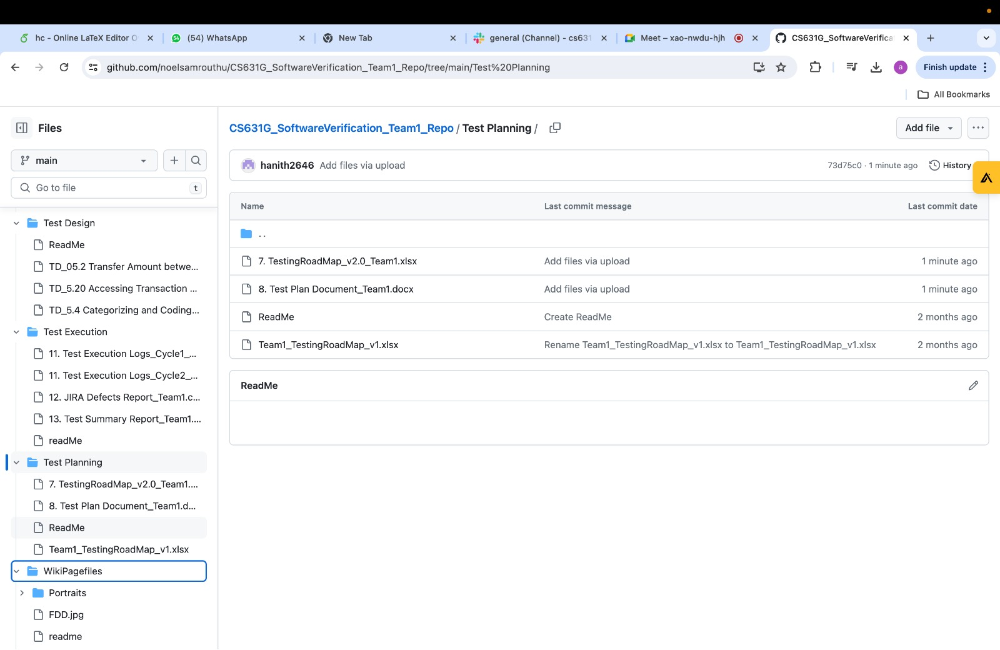 hc - Online LaTeX Editor O
54
(54) WhatsApp
New Tab
general (Channel) - cs631
Meet – xao-nwdu-hjh
CS631G_SoftwareVerifica
github.com/noelsamrouthu/CS631G_SoftwareVerification_Team1_Repo/tree/main/Test%20Planning
a
Finish update
All Bookmarks
Files
main
Go to file
t
Test Design
ReadMe
TD_05.2 Transfer Amount betwe...
TD_5.20 Accessing Transaction ...
TD_5.4 Categorizing and Coding...
Test Execution
11. Test Execution Logs_Cycle1_...
11. Test Execution Logs_Cycle2_...
12. JIRA Defects Report_Team1.c...
13. Test Summary Report_Team1....
readMe
Test Planning
7. TestingRoadMap_v2.0_Team1....
8. Test Plan Document_Team1.d...
ReadMe
Team1_TestingRoadMap_v1.xlsx
WikiPagefiles
Portraits
FDD.jpg
readme
CS631G_SoftwareVerification_Team1_Repo / Test Planning /
Add file
hanith2646 Add files via upload
73d75c0 · 1 minute ago
History
Name Last commit message Last commit date
..
7. TestingRoadMap_v2.0_Team1.xlsx Add files via upload 1 minute ago
8. Test Plan Document_Team1.docx Add files via upload 1 minute ago
ReadMe Create ReadMe 2 months ago
Team1_TestingRoadMap_v1.xlsx Rename Team1_TestingRoadMap_v1.xlsx to Team1_TestingRoadMap_v1.xlsx 2 months ago
ReadMe